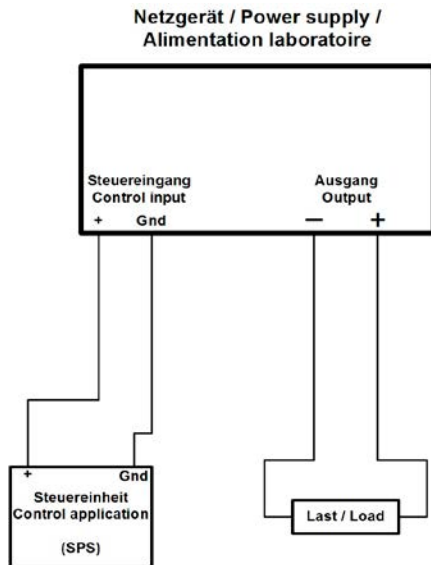 Netzgerät / Power supply /
Alimentation laboratoire
Steuereingang
Control input
+ Gnd
Ausgang
Output
— +
+ Gnd
Steuereinheit
Control application
(SPS)
Last / Load